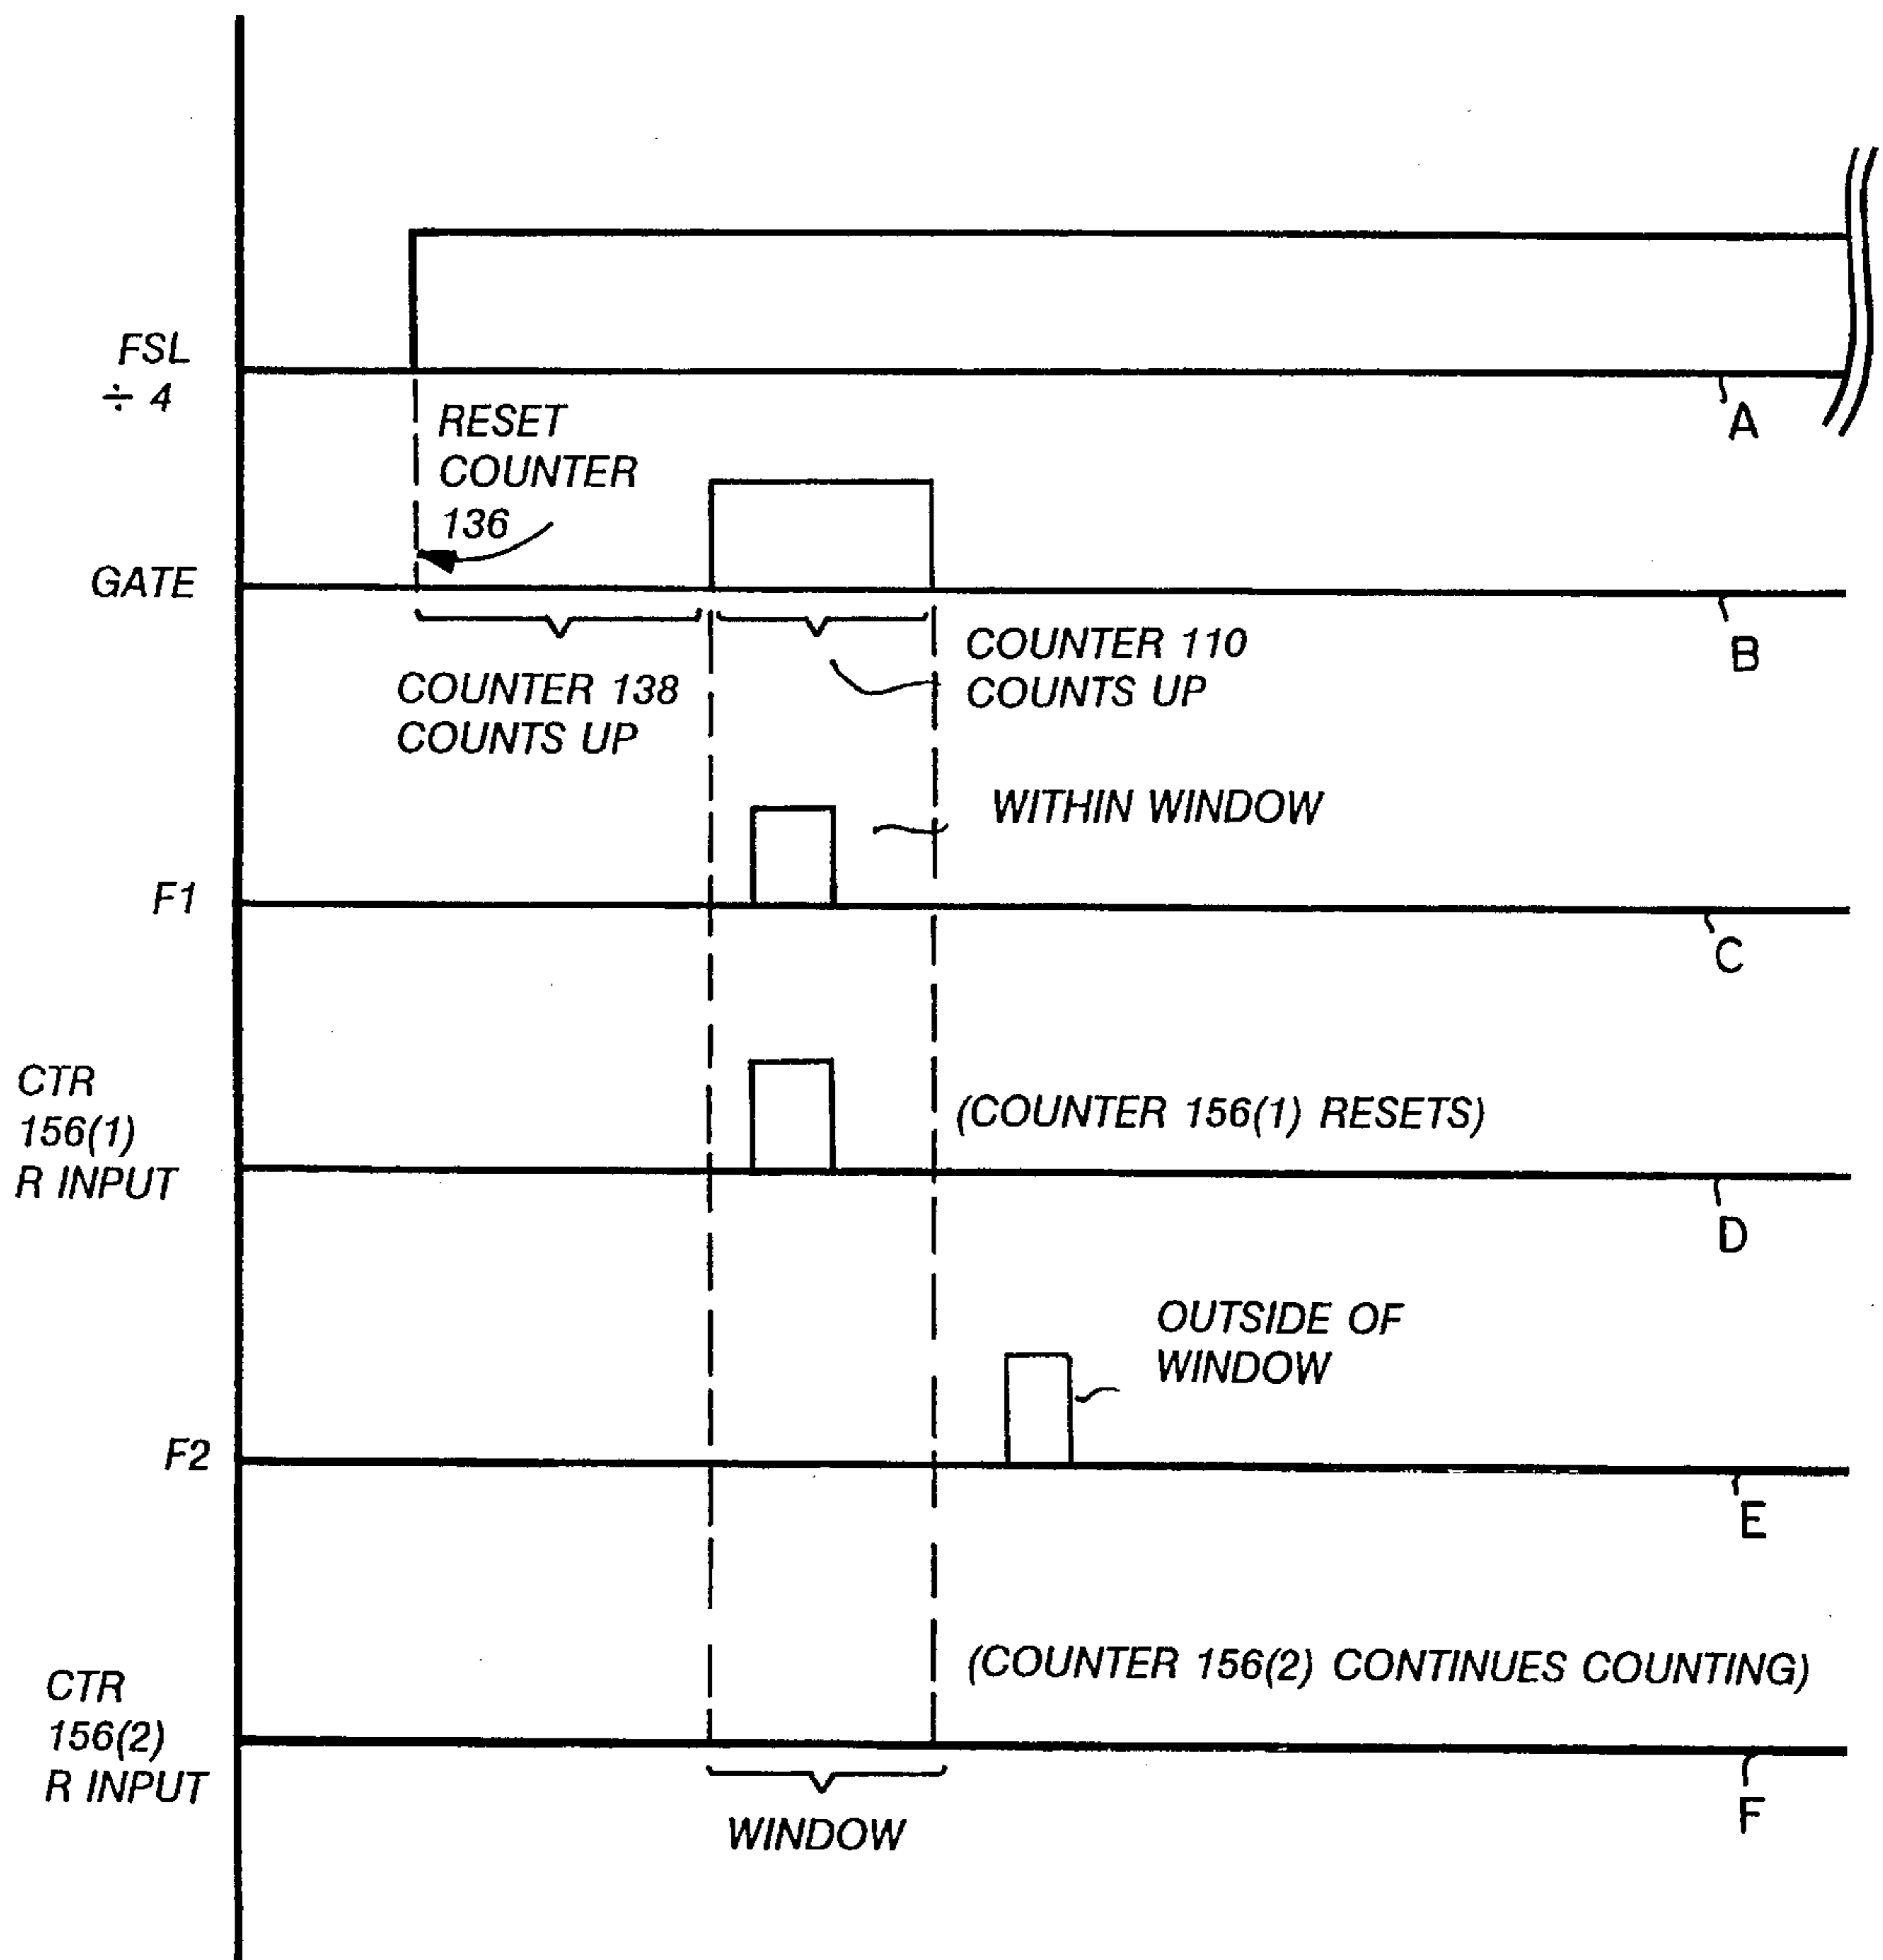 FSL
÷ 4
A
RESET
COUNTER
136
GATE
B
COUNTER 138
COUNTS UP
COUNTER 110
COUNTS UP
WITHIN WINDOW
F1
C
CTR
156(1)
R INPUT
(COUNTER 156(1) RESETS)
D
OUTSIDE OF
WINDOW
F2
E
CTR
156(2)
R INPUT
(COUNTER 156(2) CONTINUES COUNTING)
F
WINDOW